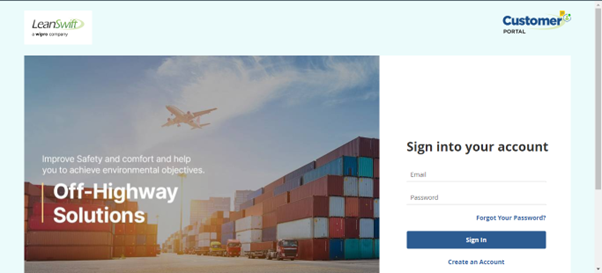 LeanSwift
a wipro company
Customer
PORTAL
Improve Safety and comfort and help
you to achieve environmental objectives.
Off-Highway
Solutions
Sign into your account
Email
Password
Forgot Your Password?
Sign In
Create an Account